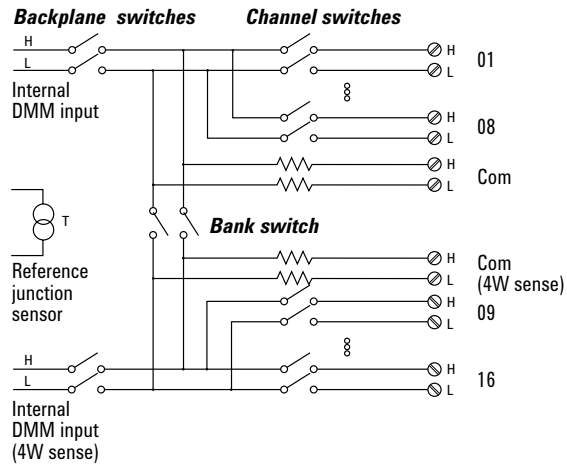 Backplane switches
Channel switches
H
L
Internal
DMM input
H
L
01
H
L
08
H
L
Com
T
Reference
junction
sensor
Bank switch
H
L
Com
(4W sense)
H
L
09
H
L
Internal
DMM input
(4W sense)
H
L
16